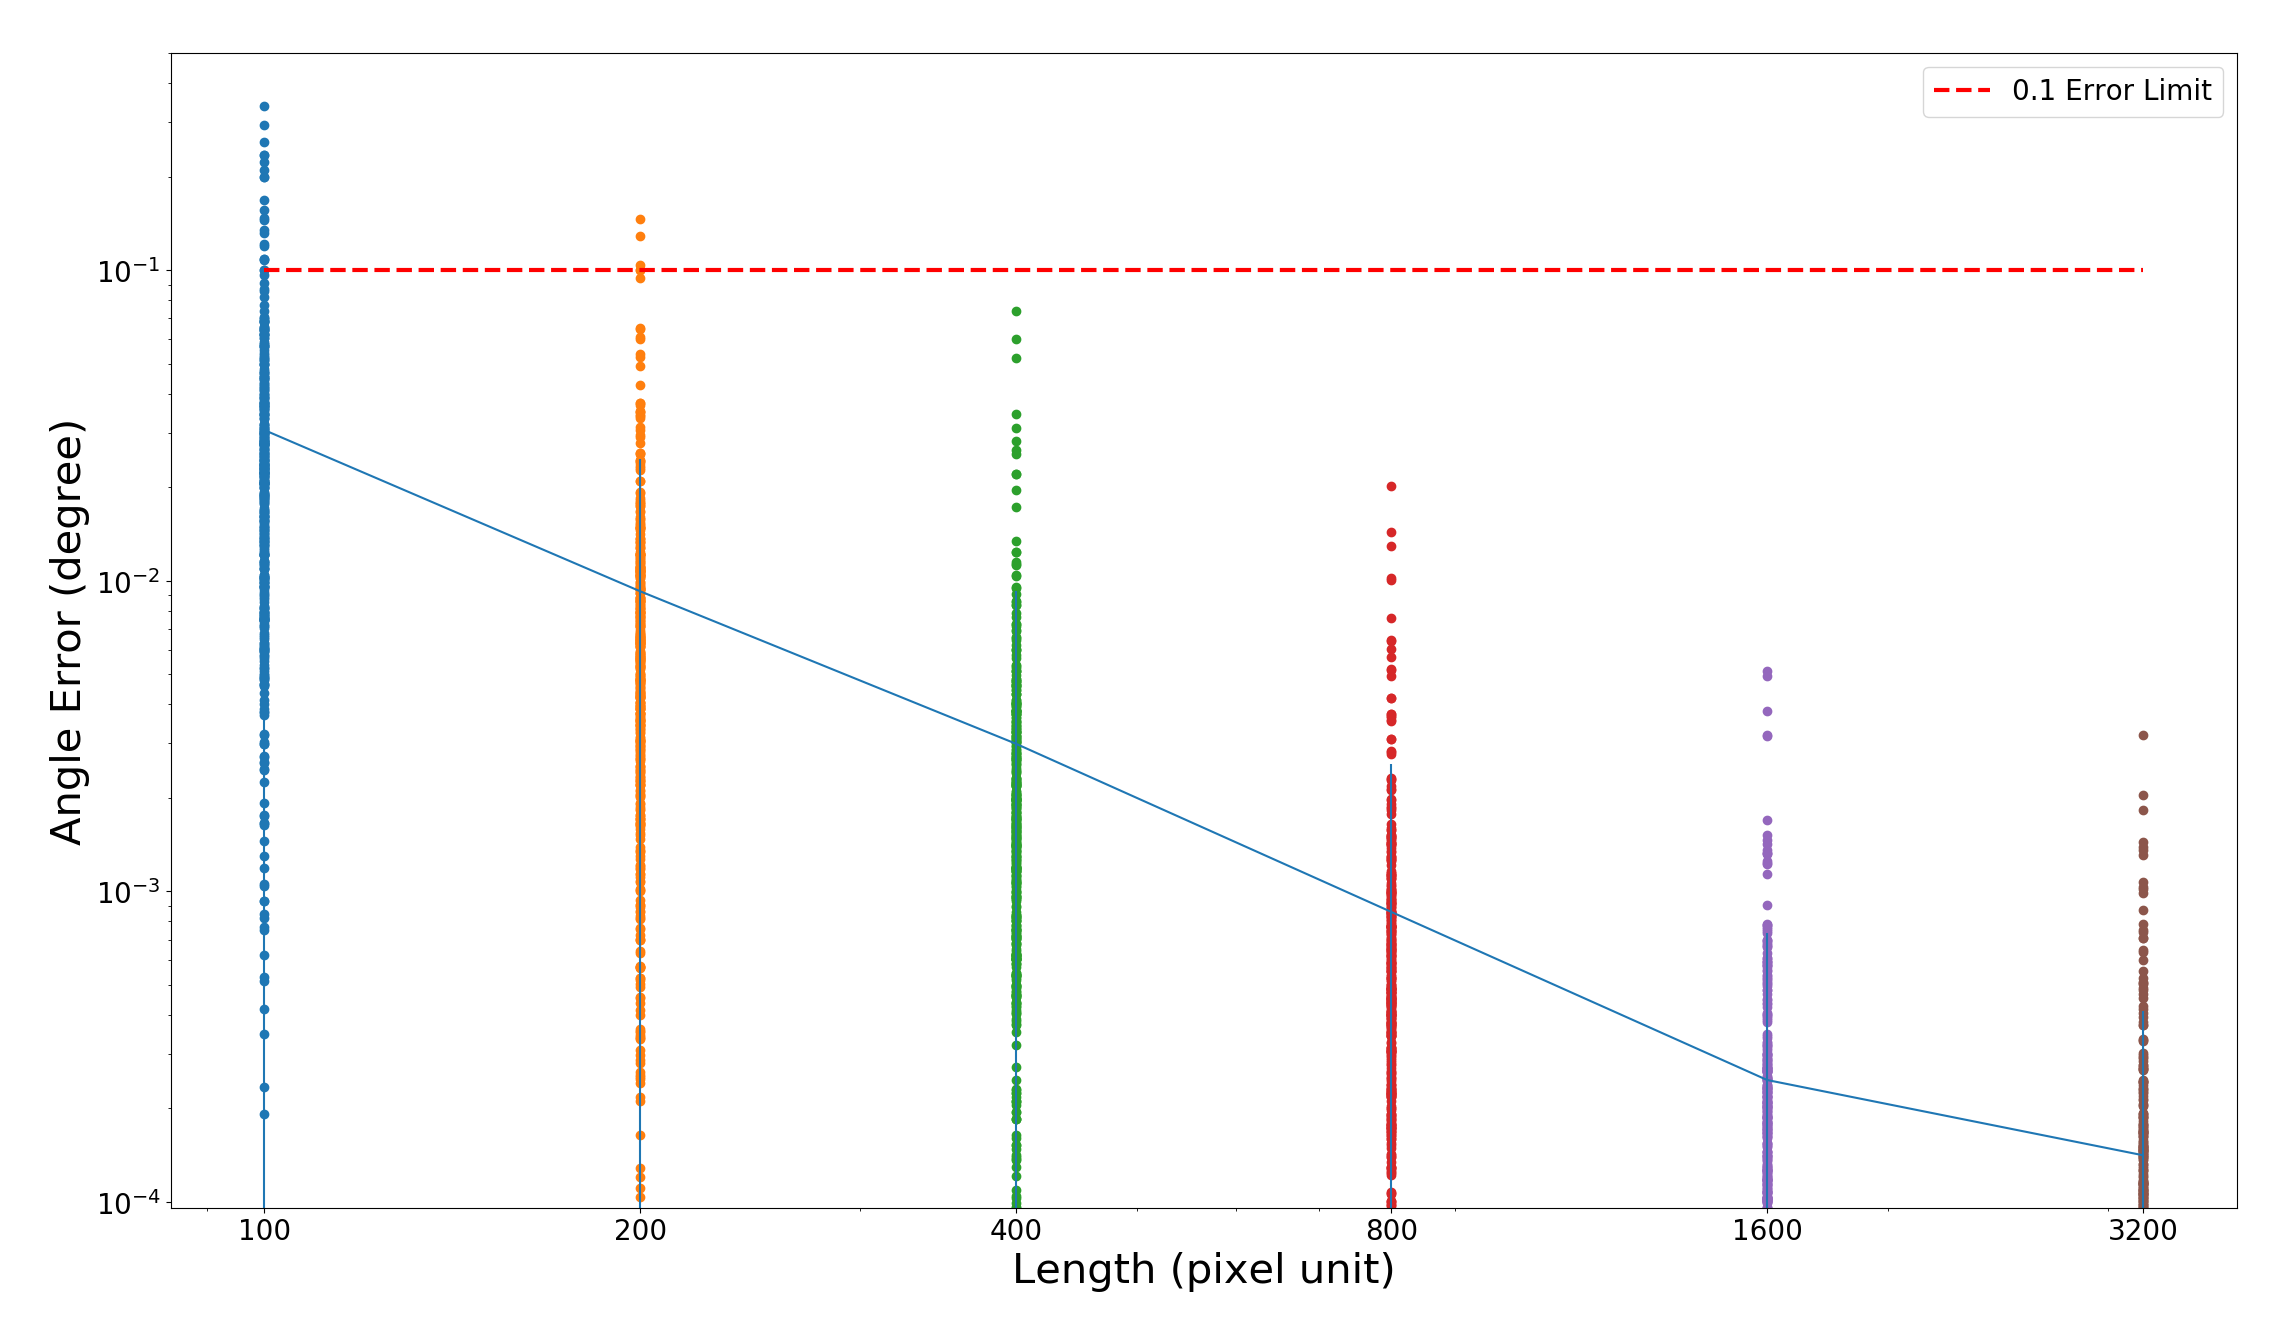 0.1 Error Limit
10⁻¹
10⁻²
10⁻³
10⁻⁴
Angle Error (degree)
100 200 400 800 1600 3200
Length (pixel unit)